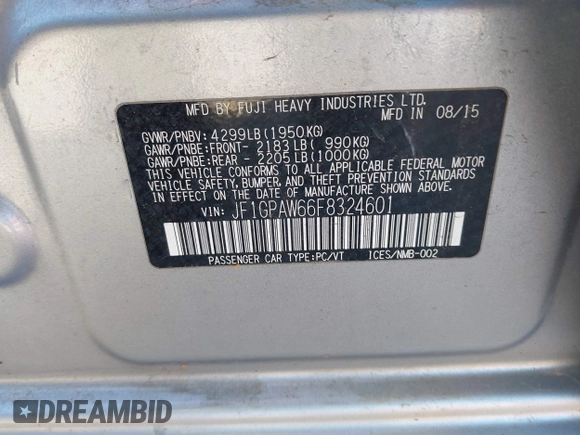 MFD BY FUJI HEAVY INDUSTRIES LTD.
MFD IN 08/15
GVWR/PNBV: 4299LB(1950KG)
GAWR/PNBE:FRONT- 2183LB( 990KG)
GAWR/PNBE:REAR - 2205LB(1000KG)
THIS VEHICLE CONFORMS TO ALL APPLICABLE FEDERAL MOTOR
VEHICLE SAFETY, BUMPER, AND THEFT PREVENTION STANDARDS
IN EFFECT ON THE DATE OF MANUFACTURE SHOWN ABOVE.
VIN: JF1GPAW66F8324601
PASSENGER CAR TYPE:PC/VT ICES/NMB-002
DREAMBID